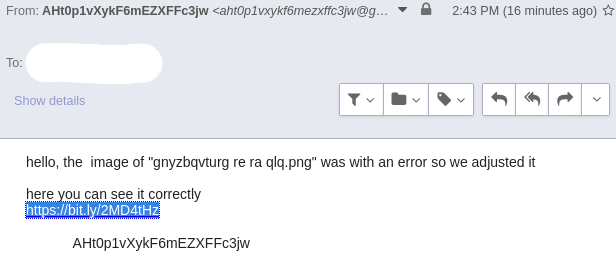 From: AHt0p1vXykF6mEZXFFc3jw <aht0p1vxykf6mezxffc3jw@g... 2:43 PM (16 minutes ago)
To:
Show details
hello, the  image of "gnyzbqvturg re ra qlq.png" was with an error so we adjusted it
here you can see it correctly
https://bit.ly/2MD4tHz
AHt0p1vXykF6mEZXFFc3jw